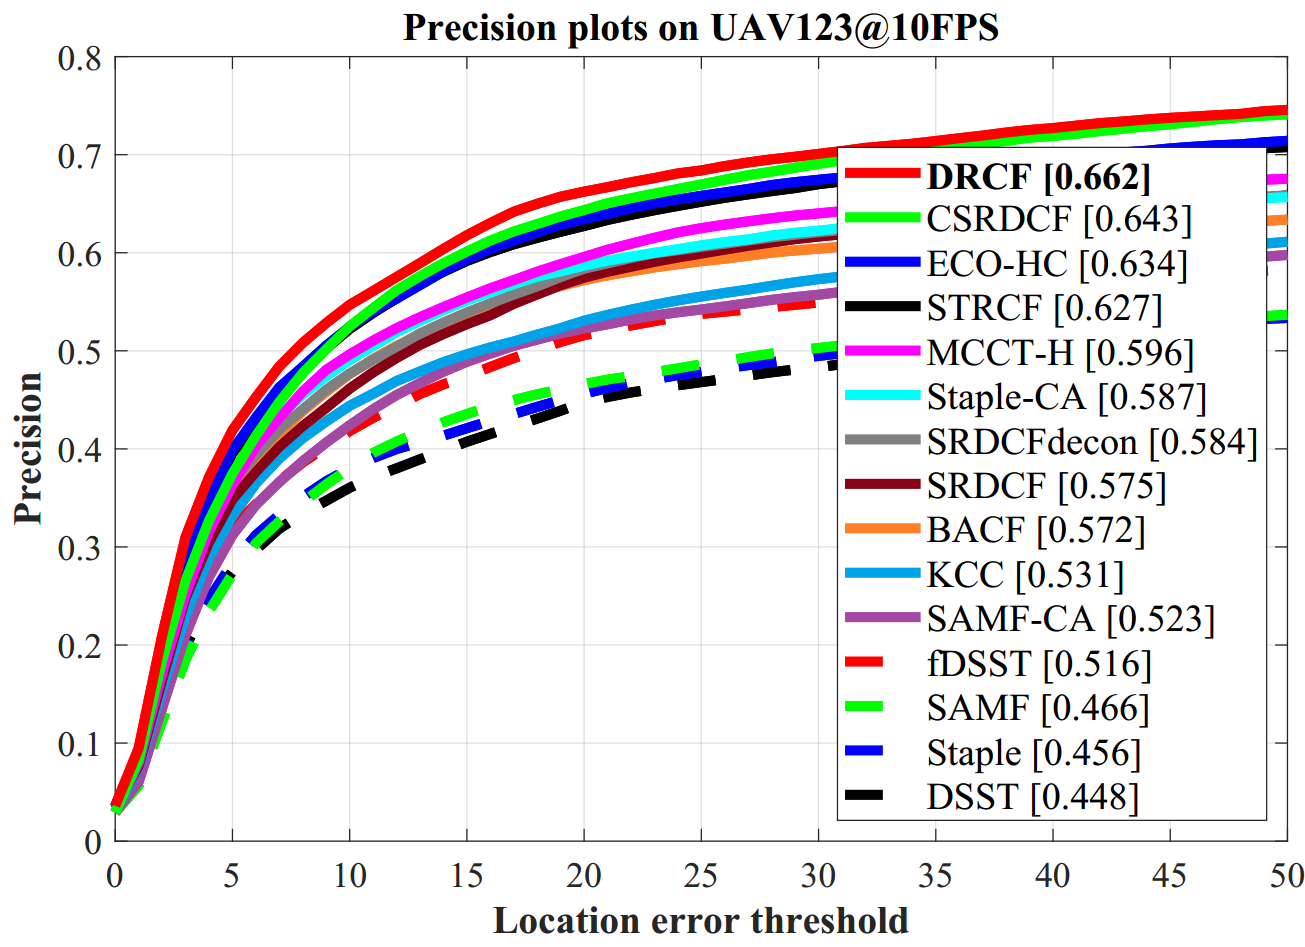 Precision plots on UAV123@10FPS
0.8
0.7
0.6
0.5
0.4
0.3
0.2
0.1
0
Precision
DRCF [0.662]
CSRDCF [0.643]
ECO-HC [0.634]
STRCF [0.627]
MCCT-H [0.596]
Staple-CA [0.587]
SRDCFdecon [0.584]
SRDCF [0.575]
BACF [0.572]
KCC [0.531]
SAMF-CA [0.523]
fDSST [0.516]
SAMF [0.466]
Staple [0.456]
DSST [0.448]
0 5 10 15 20 25 30 35 40 45 50
Location error threshold